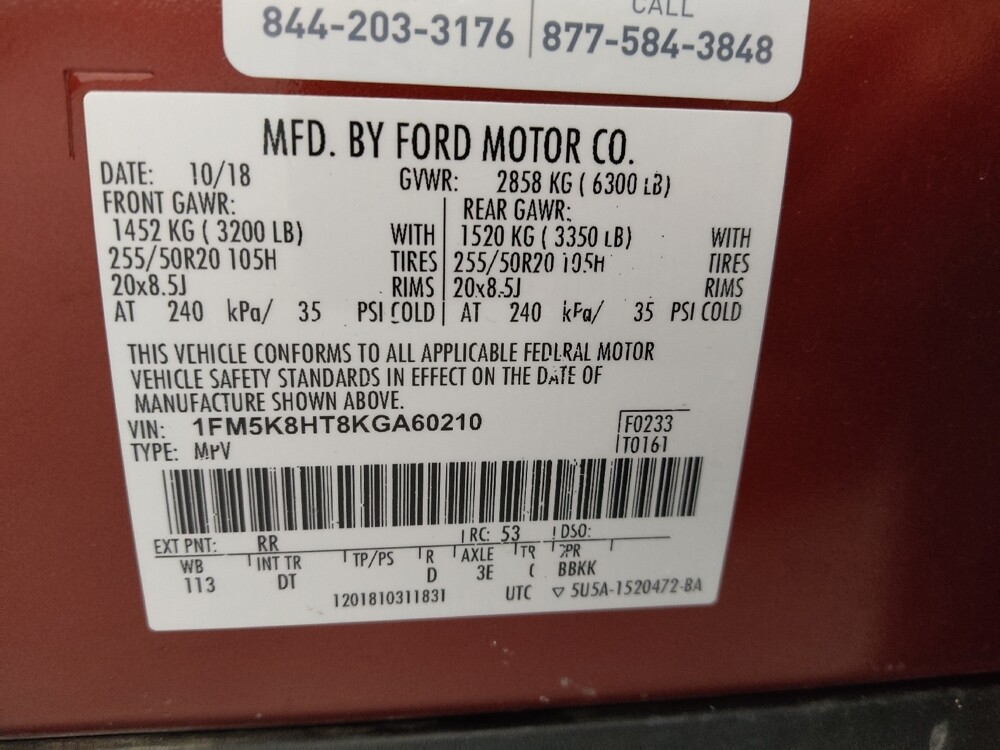 CALL
844-203-3176 877-584-3848
MFD. BY FORD MOTOR CO.
DATE: 10/18 GVWR: 2858 KG ( 6300 LB)
FRONT GAWR: REAR GAWR:
1452 KG ( 3200 LB) WITH 1520 KG ( 3350 LB) WITH
255/50R20 105H TIRES 255/50R20 105H TIRES
20x8.5J RIMS 20x8.5J RIMS
AT 240 kPa/ 35 PSI COLD AT 240 kPa/ 35 PSI COLD
THIS VEHICLE CONFORMS TO ALL APPLICABLE FEDERAL MOTOR
VEHICLE SAFETY STANDARDS IN EFFECT ON THE DATE OF
MANUFACTURE SHOWN ABOVE.
VIN: 1FM5K8HT8KGA60210 F0233
TYPE: MPV T0161
EXT PNT: RR RC: 53 DSO:
WB INT TR TP/PS R AXLE TR
113 DT D 3E BBKK
1201810311831 UTC ▽ 5U5A-1520472-BA